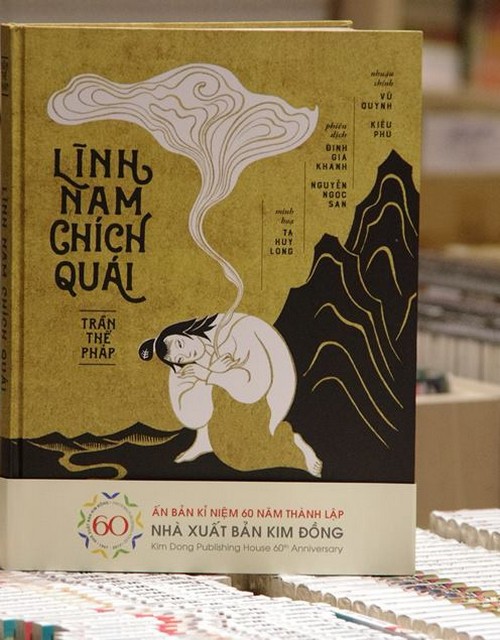 LĨNH
NAM
CHÍCH
QUÁI
TRẦN
THẾ
PHÁP
nhuận
chính
VŨ
QUỲNH
KIỀU
PHÚ
phiên
dịch
ĐINH
GIA
KHÁNH
NGUYỄN
NGỌC
SAN
minh
họa
TẠ
HUY
LONG
LĨNH NAM CHÍCH QUÁI
60
ẤN BẢN KỈ NIỆM 60 NĂM THÀNH LẬP
NHÀ XUẤT BẢN KIM ĐỒNG
Kim Dong Publishing House 60th Anniversary